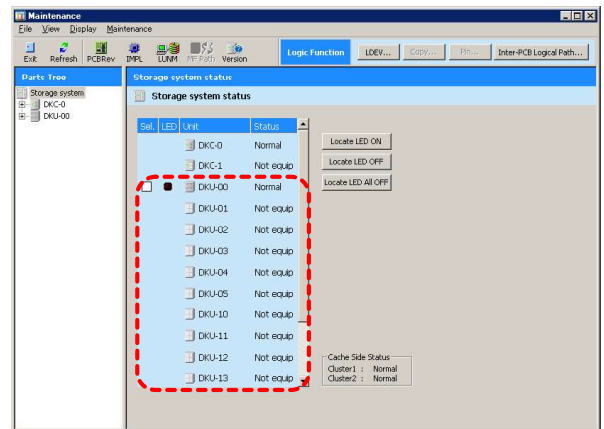 Maintenance
File View Display Maintenance
Exit Refresh PCBRev IMPL LUNM MF Path Version
Logic Function LDEV... Copy... Pin... Inter-PCB Logical Path...
Parts Tree
Storage system status
Storage system
DKC-0
DKU-00
Storage system status
Sel. LED Unit Status
DKC-0 Normal
DKC-1 Not equip
DKU-00 Normal
DKU-01 Not equip
DKU-02 Not equip
DKU-03 Not equip
DKU-04 Not equip
DKU-05 Not equip
DKU-10 Not equip
DKU-11 Not equip
DKU-12 Not equip
DKU-13 Not equip
Locate LED ON
Locate LED OFF
Locate LED All OFF
Cache Side Status
Cluster1 : Normal
Cluster2 : Normal